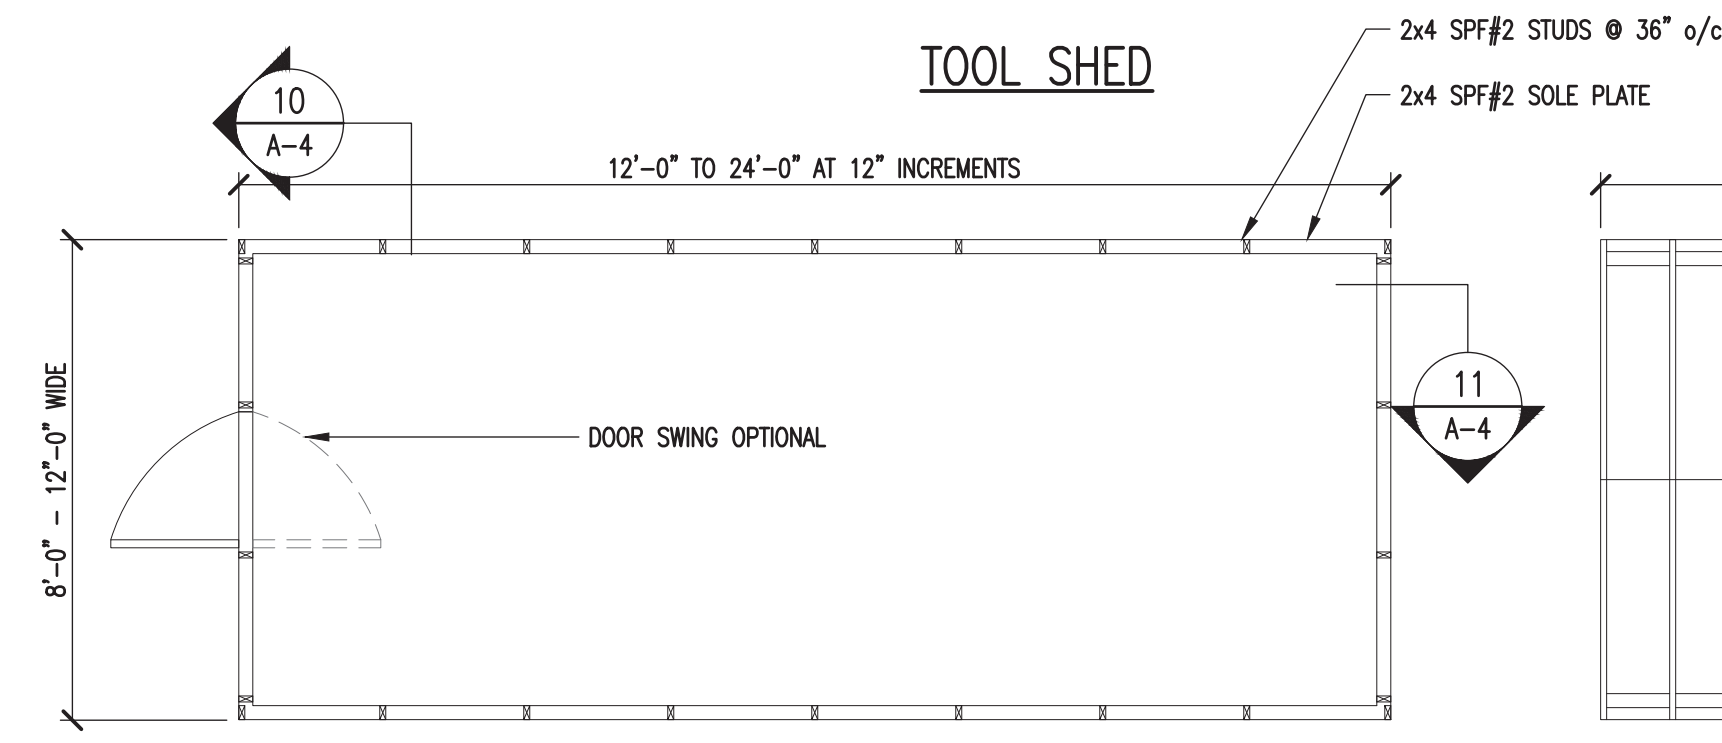 TOOL SHED
2x4 SPF#2 STUDS @ 36" o/c
2x4 SPF#2 SOLE PLATE
10
A-4
12'-0" TO 24'-0" AT 12" INCREMENTS
8'-0" - 12"-0" WIDE
11
A-4
DOOR SWING OPTIONAL